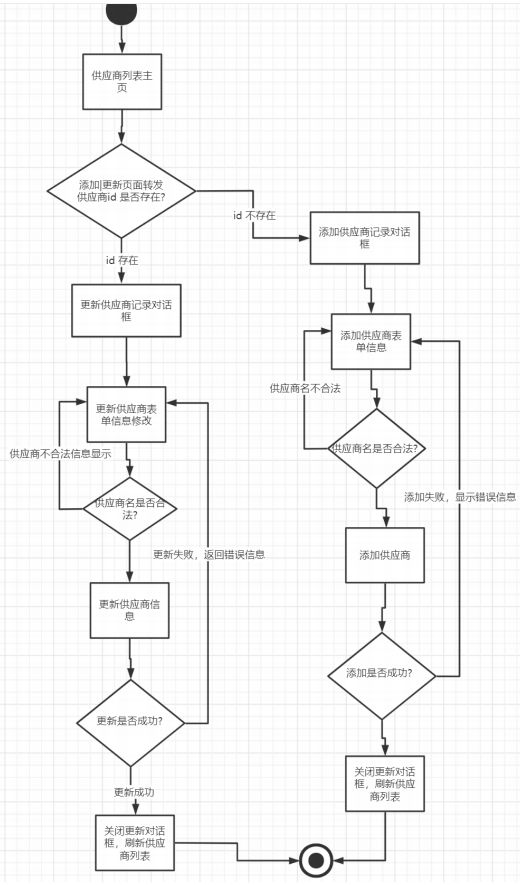 供应商列表主
页
添加|更新页面转发
供应商id 是否存在?
id 不存在
添加供应商记录对话
框
id 存在
更新供应商记录对话
框
添加供应商表
单信息
供应商名不合法
更新供应商表
单信息修改
供应商名是否合法?
供应商不合法信息显示
供应商名是否合
法?
添加失败，显示错误信息
更新失败，返回错误信息
添加供应商
更新供应商信
息
添加是否成功?
更新是否成功?
关闭更新对话
框，刷新供应
商列表
更新成功
关闭更新对话
框，刷新供应
商列表